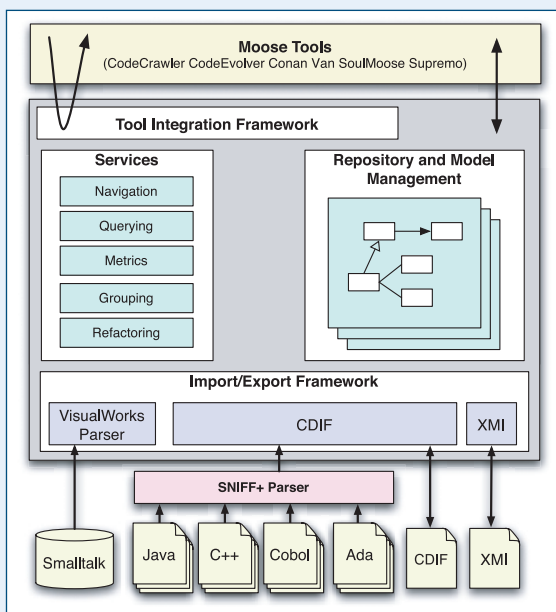 Moose Tools
(CodeCrawler CodeEvolver Conan Van SoulMoose Supremo)
Tool Integration Framework
Services
Navigation
Querying
Metrics
Grouping
Refactoring
Repository and Model
Management
Import/Export Framework
VisualWorks
Parser
CDIF
XMI
SNIFF+ Parser
Smalltalk
Java
C++
Cobol
Ada
CDIF
XMI